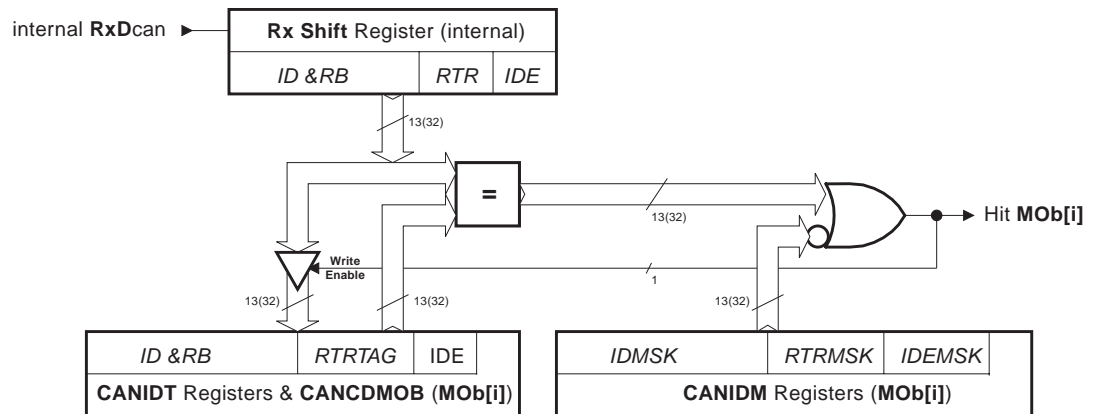 internal RxDcan
Rx Shift Register (internal)
ID &RB RTR IDE
13(32)
=
13(32)
Hit MOb[i]
Write
Enable
1
13(32) 13(32) 13(32)
ID &RB RTRTAG IDE
CANIDT Registers & CANCDMOB (MOb[i])
IDMSK RTRMSK IDEMSK
CANIDM Registers (MOb[i])